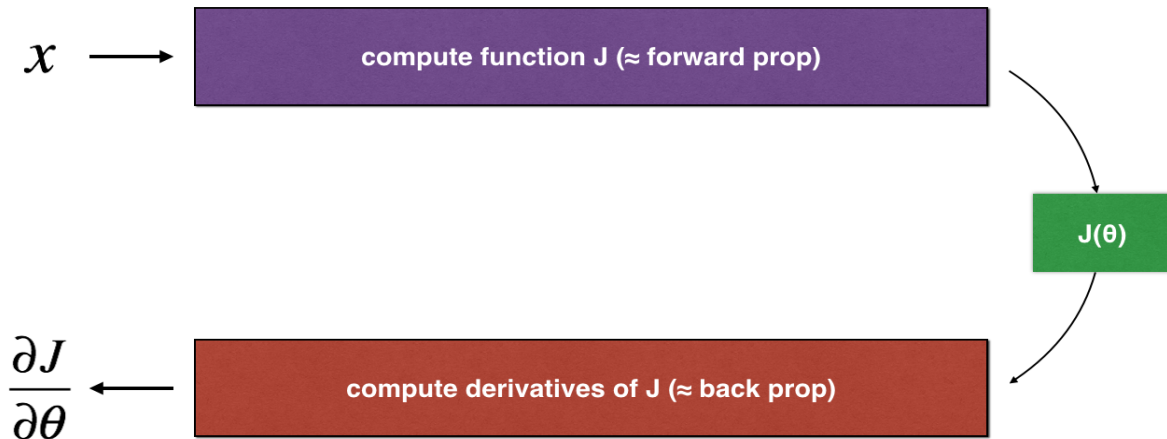 x
compute function J (≈ forward prop)
J(θ)
∂J
∂θ
compute derivatives of J (≈ back prop)